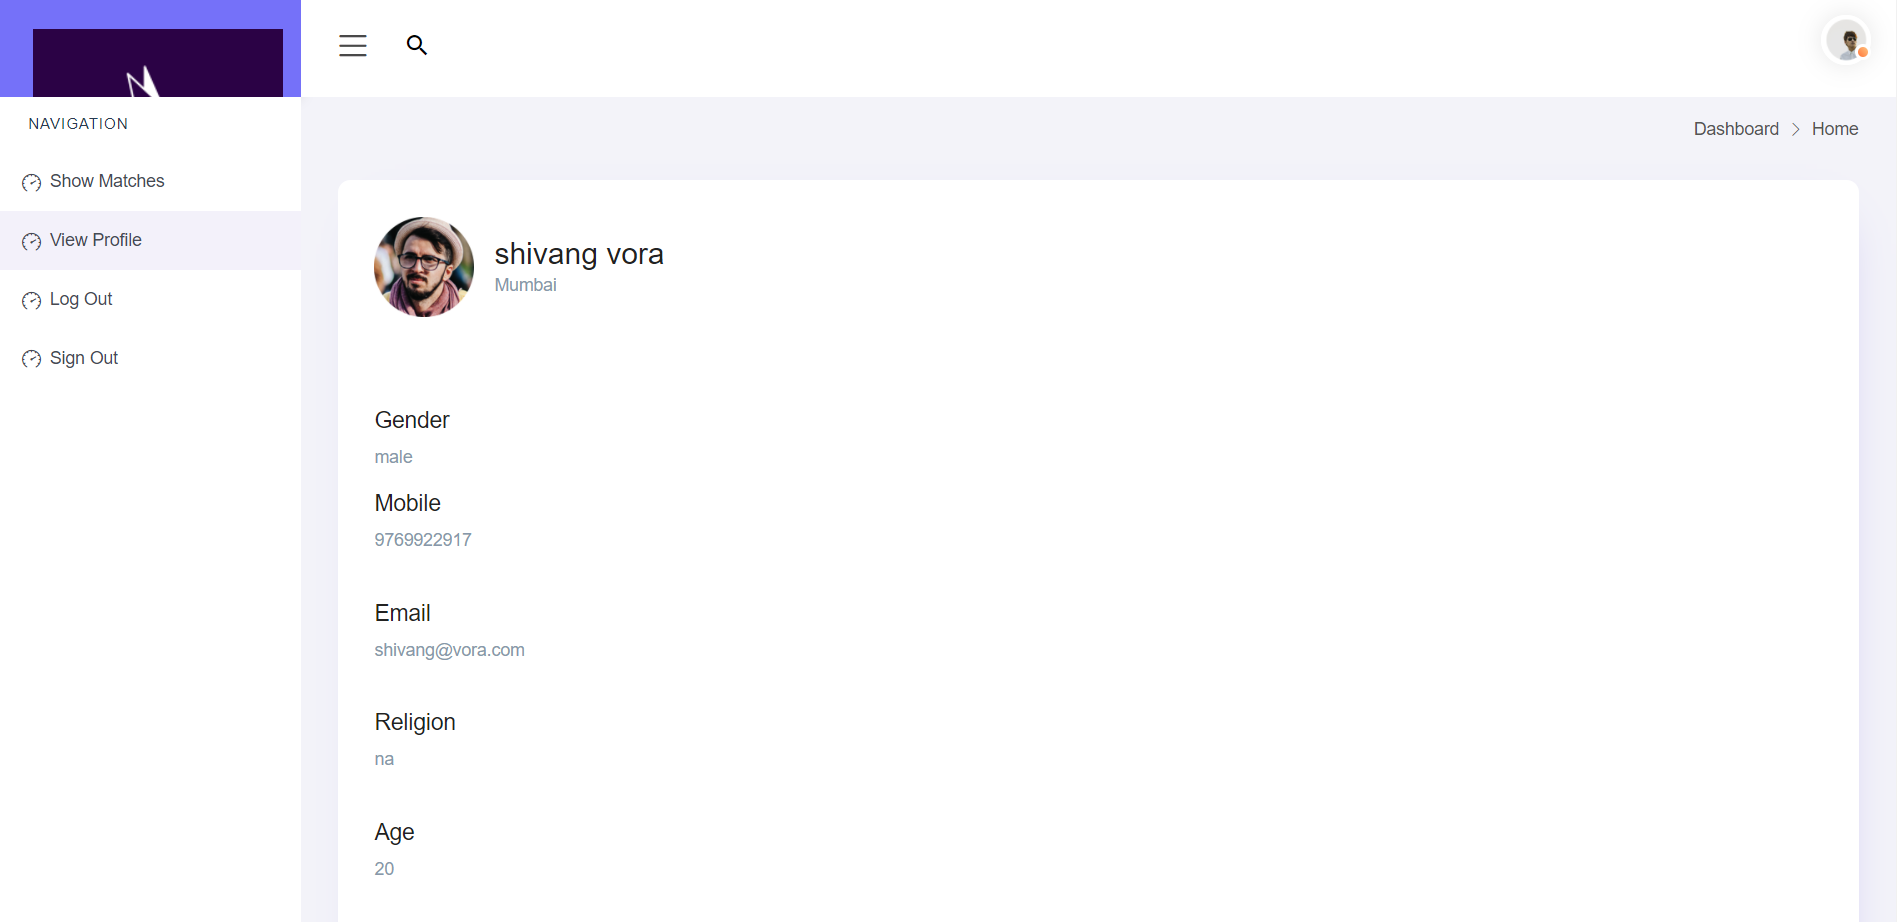 NAVIGATION
Show Matches
View Profile
Log Out
Sign Out
Dashboard
Home
shivang vora
Mumbai
Gender
male
Mobile
9769922917
Email
shivang@vora.com
Religion
na
Age
20